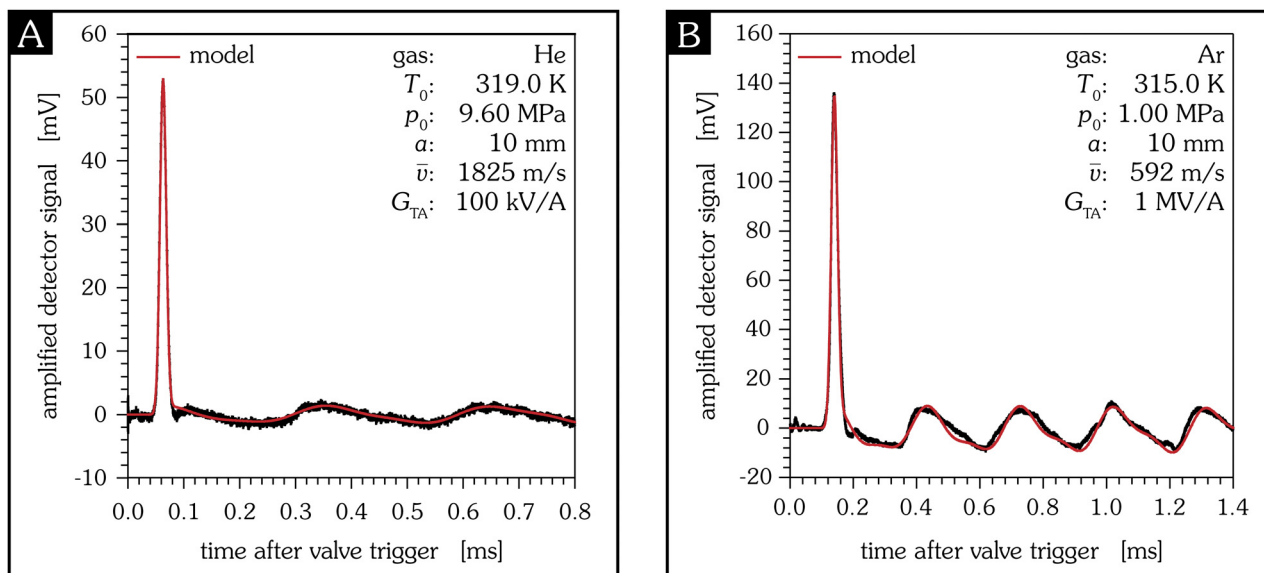 A
60
50
40
30
20
10
0
-10
amplified detector signal [mV]
model
gas: He
T0: 319.0 K
p0: 9.60 MPa
a: 10 mm
v̄: 1825 m/s
GTA: 100 kV/A
0.0 0.1 0.2 0.3 0.4 0.5 0.6 0.7 0.8
time after valve trigger [ms]
B
160
140
120
100
80
60
40
20
0
-20
amplified detector signal [mV]
model
gas: Ar
T0: 315.0 K
p0: 1.00 MPa
a: 10 mm
v̄: 592 m/s
GTA: 1 MV/A
0.0 0.2 0.4 0.6 0.8 1.0 1.2 1.4
time after valve trigger [ms]